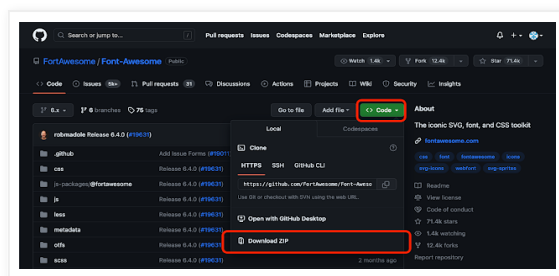 Search or jump to...
/
Pull requests Issues Codespaces Marketplace Explore
FortAwesome / Font-Awesome Public
Watch 1.4k
Fork 12.4k
Star 71.4k
Code
Issues 5k+
Pull requests 31
Discussions
Actions
Projects
Wiki
Security
Insights
6.x
6 branches
75 tags
Go to file
Add file
Code
robmadole Release 6.4.0 (#19631)
.github Add Issue Forms (#19011
css Release 6.4.0 (#19631)
js-packages/@fortawesome Release 6.4.0 (#19631)
js Release 6.4.0 (#19631)
less Release 6.4.0 (#19631)
metadata Release 6.4.0 (#19631)
otfs Release 6.4.0 (#19631)
scss Release 6.4.0 (#19631) 2 months ago
Local Codespaces
Clone
HTTPS SSH GitHub CLI
https://github.com/FortAwesome/Font-Aweso
Use Git or checkout with SVN using the web URL.
Open with GitHub Desktop
Download ZIP
About
The iconic SVG, font, and CSS toolkit
fontawesome.com
css font fontawesome icons
svg-icons webfont svg-sprites
Readme
View license
Code of conduct
71.4k stars
1.4k watching
12.4k forks
Report repository